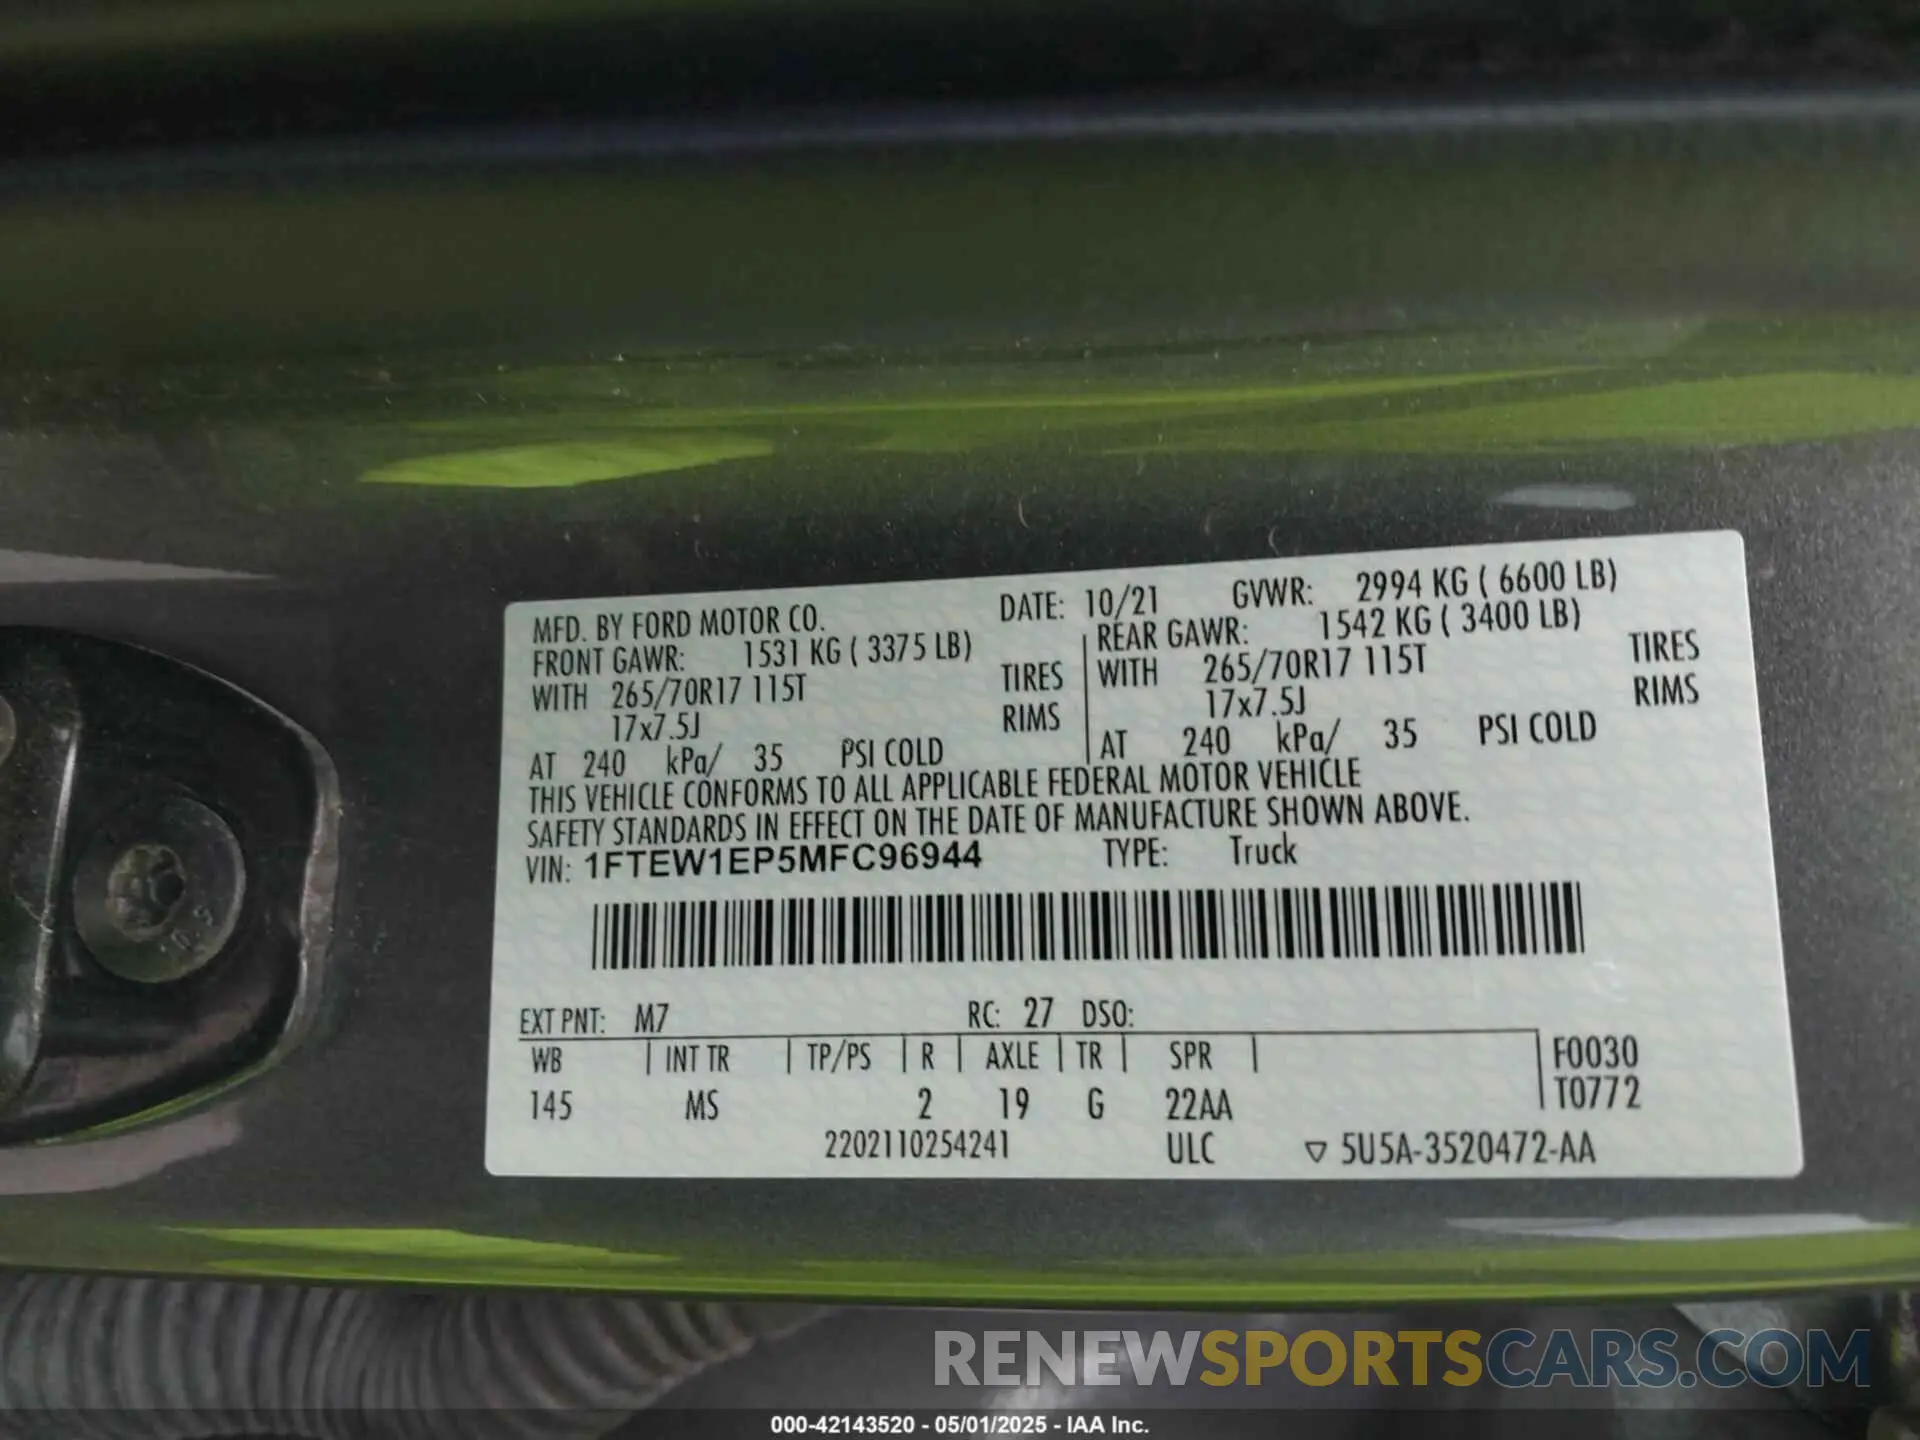 MFD. BY FORD MOTOR CO. DATE: 10/21 GVWR: 2994 KG ( 6600 LB)
FRONT GAWR: 1531 KG ( 3375 LB) REAR GAWR: 1542 KG ( 3400 LB)
WITH 265/70R17 115T TIRES WITH 265/70R17 115T TIRES
17x7.5J RIMS 17x7.5J RIMS
AT 240 kPa/ 35 PSI COLD AT 240 kPa/ 35 PSI COLD
THIS VEHICLE CONFORMS TO ALL APPLICABLE FEDERAL MOTOR VEHICLE
SAFETY STANDARDS IN EFFECT ON THE DATE OF MANUFACTURE SHOWN ABOVE.
VIN: 1FTEW1EP5MFC96944 TYPE: Truck
EXT PNT: M7 RC: 27 DSO:
WB INT TR TP/PS R AXLE TR SPR F0030
145 MS 2 19 G 22AA T0772
2202110254241 ULC ▽ 5U5A-3520472-AA
10.9
RENEWSPORTSCARS.COM
000-42143520 - 05/01/2025 - IAA Inc.